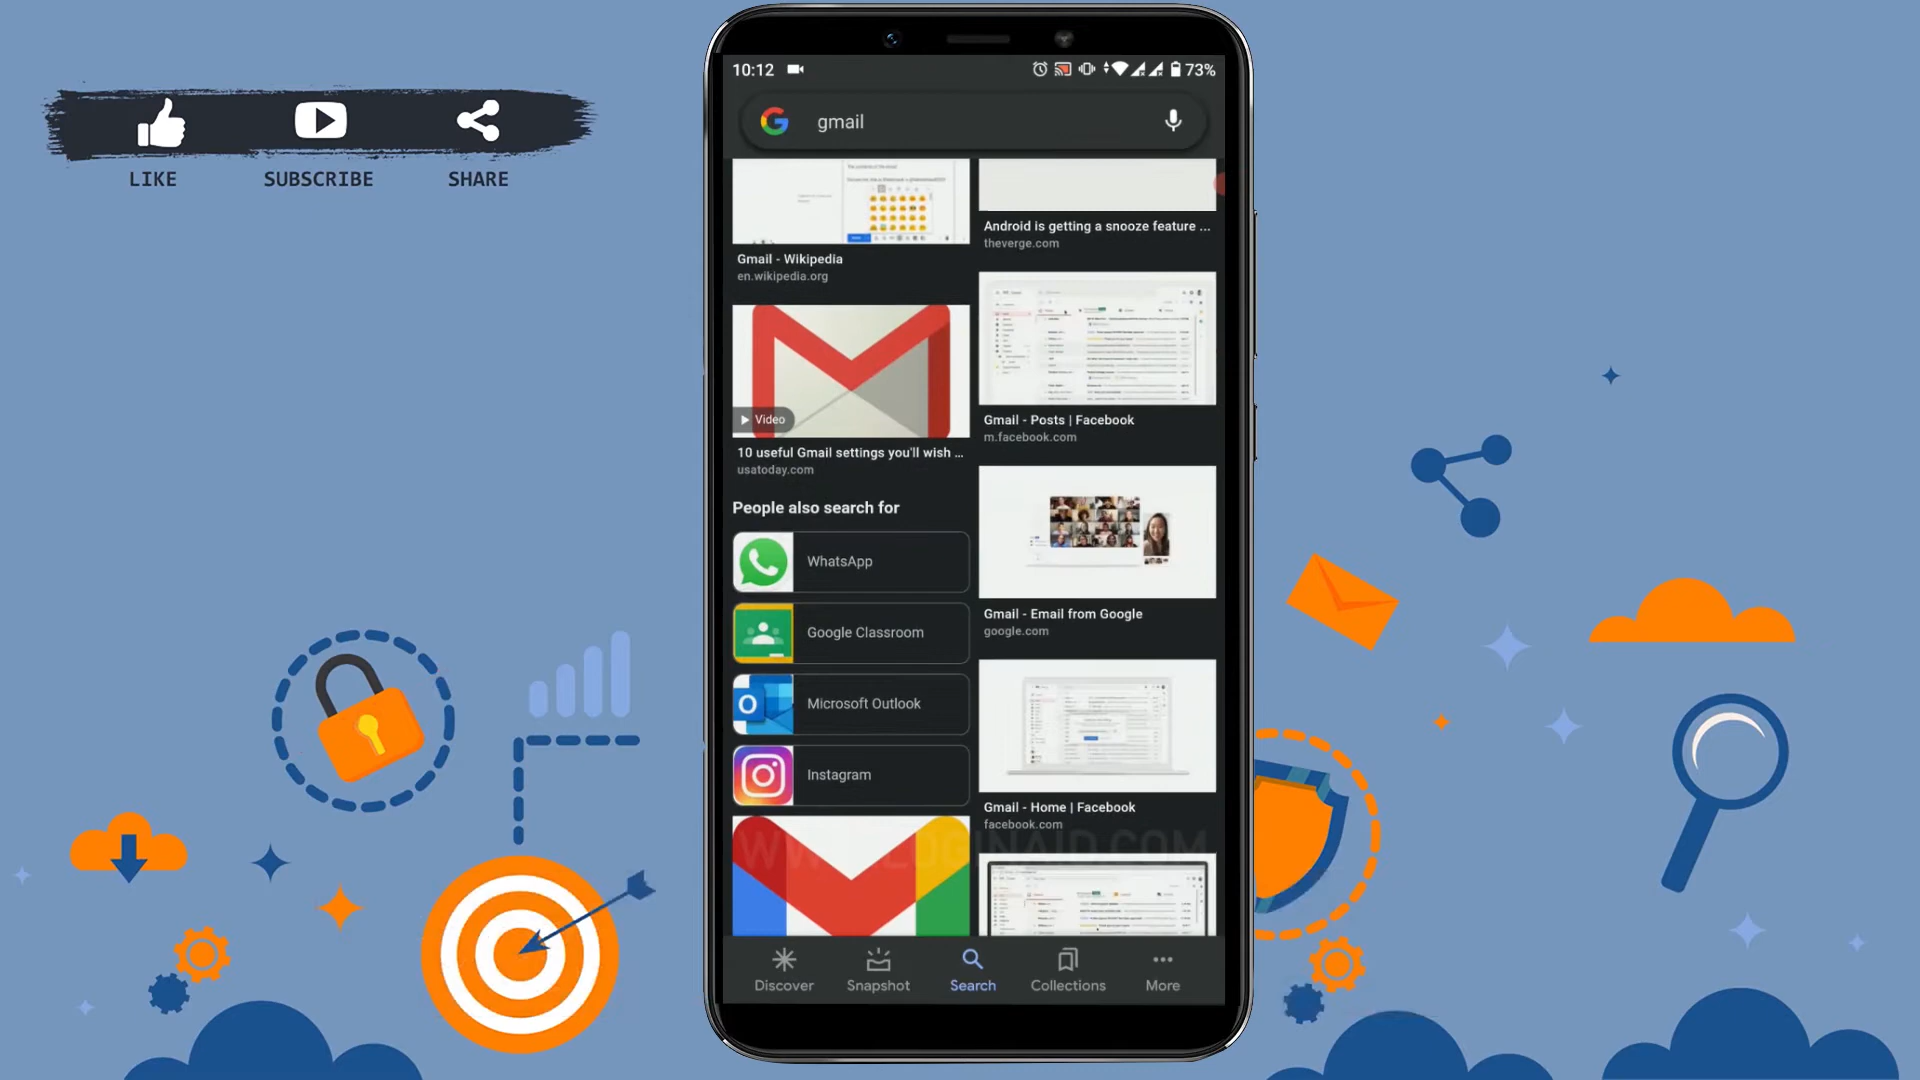 LIKE
SUBSCRIBE
SHARE
10:12
73%
gmail
Gmail - Wikipedia
en.wikipedia.org
Android is getting a snooze feature ...
theverge.com
Video
10 useful Gmail settings you'll wish ...
usatoday.com
Gmail - Posts | Facebook
m.facebook.com
People also search for
WhatsApp
Google Classroom
Microsoft Outlook
Instagram
Gmail - Email from Google
google.com
Gmail - Home | Facebook
facebook.com
WWW.LOGINAID.COM
Discover
Snapshot
Search
Collections
More